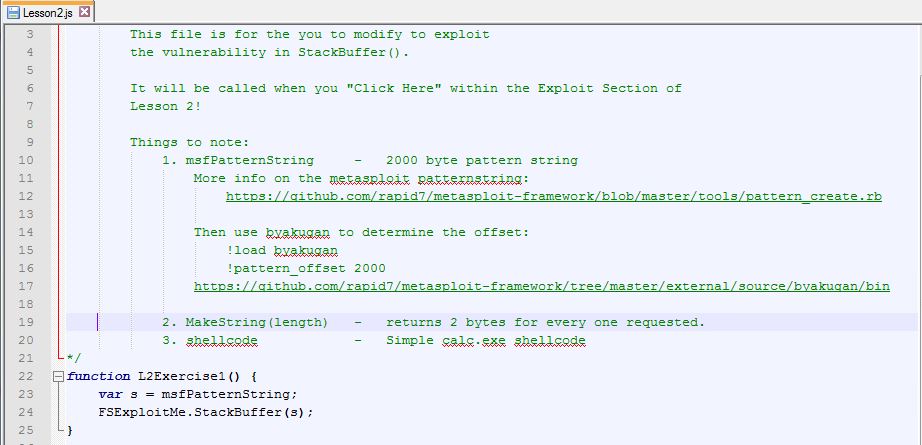 Lesson2.js
3 This file is for the you to modify to exploit
4 the vulnerability in StackBuffer().
5
6 It will be called when you "Click Here" within the Exploit Section of
7 Lesson 2!
8
9 Things to note:
10 1. msfPatternString - 2000 byte pattern string
11 More info on the metasploit patternstring:
12 https://github.com/rapid7/metasploit-framework/blob/master/tools/pattern_create.rb
13
14 Then use byakugan to determine the offset:
15 !load byakugan
16 !pattern_offset 2000
17 https://github.com/rapid7/metasploit-framework/tree/master/external/source/byakugan/bin
18
19 2. MakeString(length) - returns 2 bytes for every one requested.
20 3. shellcode - Simple calc.exe shellcode
21 */
22 function L2Exercise1() {
23 var s = msfPatternString;
24 FSExploitMe.StackBuffer(s);
25 }